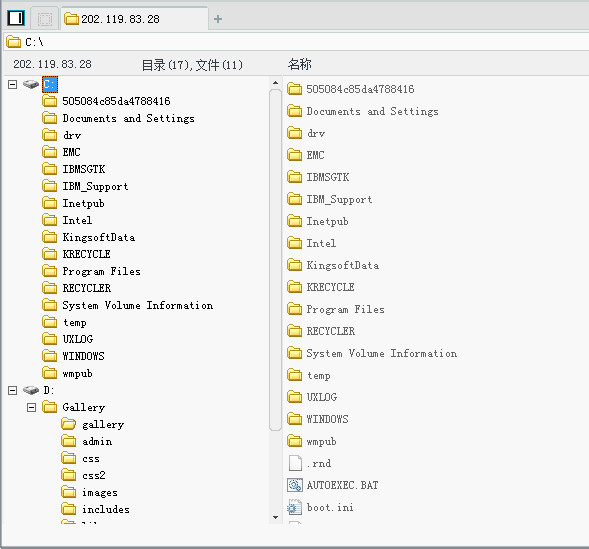 202.119.83.28
C:\
202.119.83.28 目录(17),文件(11) 名称
C:
505084c85da4788416
Documents and Settings
drv
EMC
IBMSGTK
IBM_Support
Inetpub
Intel
KingsoftData
KRECYCLE
Program Files
RECYCLER
System Volume Information
temp
UXLOG
WINDOWS
wmpub
D:
Gallery
gallery
admin
css
css2
images
includes
505084c85da4788416
Documents and Settings
drv
EMC
IBMSGTK
IBM_Support
Inetpub
Intel
KingsoftData
KRECYCLE
Program Files
RECYCLER
System Volume Information
temp
UXLOG
WINDOWS
wmpub
.rnd
AUTOEXEC.BAT
boot.ini